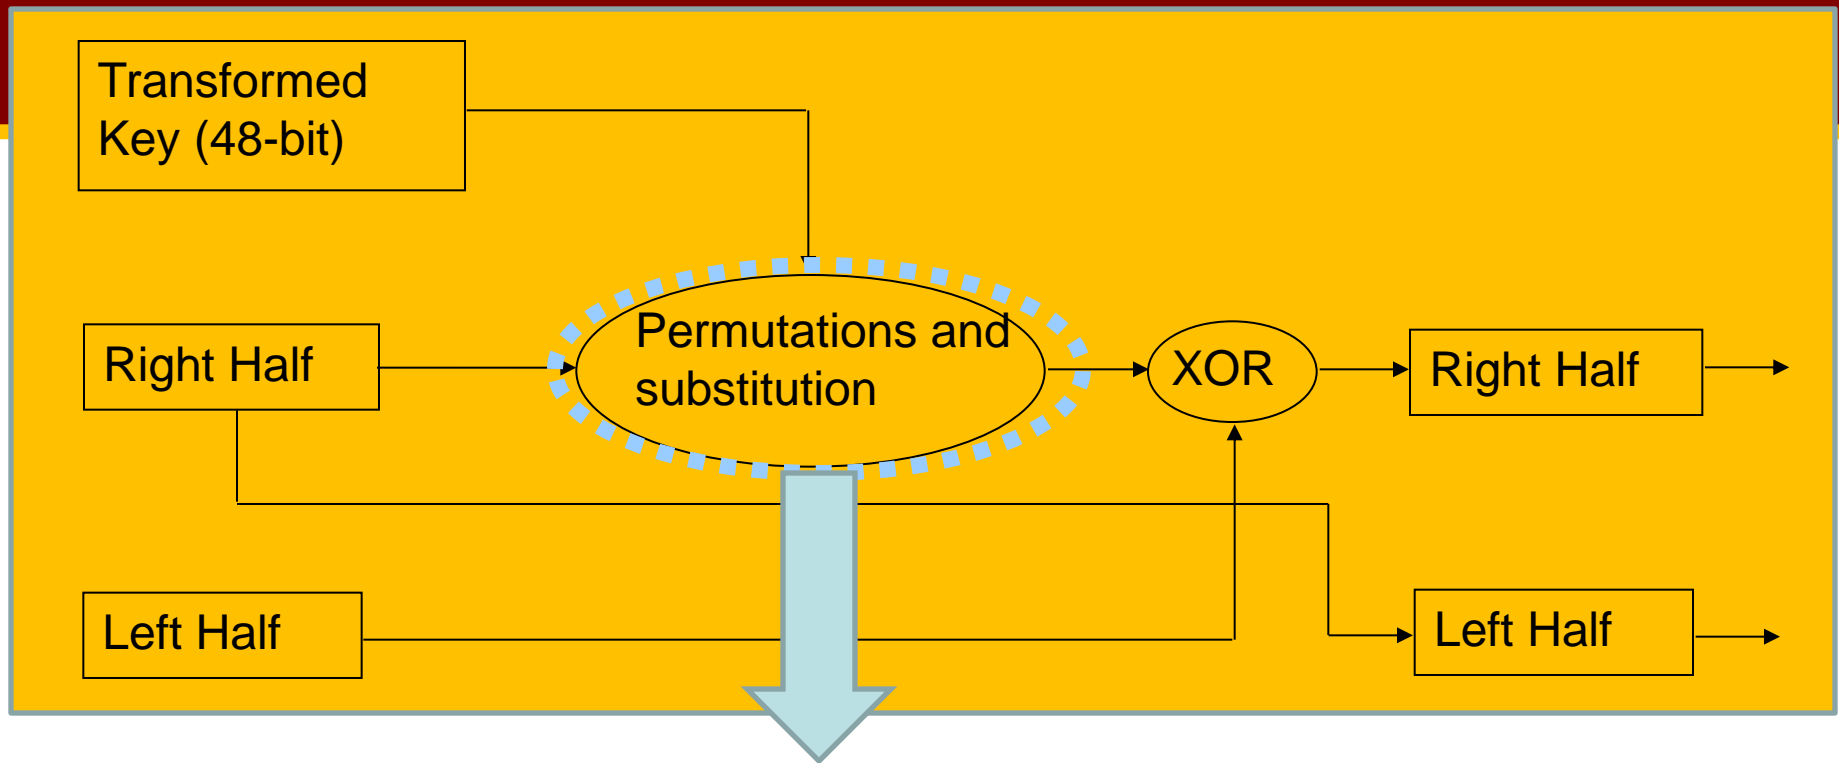 Transformed
Key (48-bit)
Permutations and
substitution
Right Half
XOR
Right Half
Left Half
Left Half